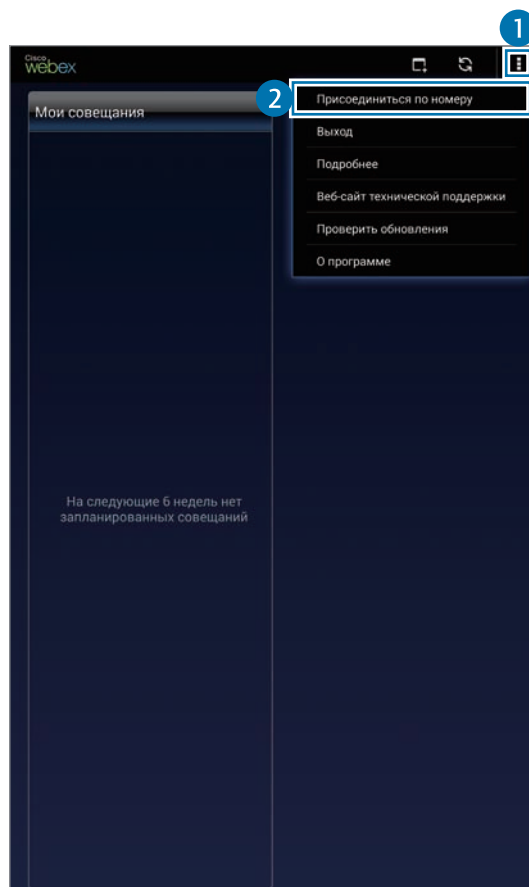 1
Cisco
webex
2
Присоединиться по номеру
Мои совещания
Выход
Подробнее
Веб-сайт технической поддержки
Проверить обновления
О программе
На следующие 6 недель нет
запланированных совещаний